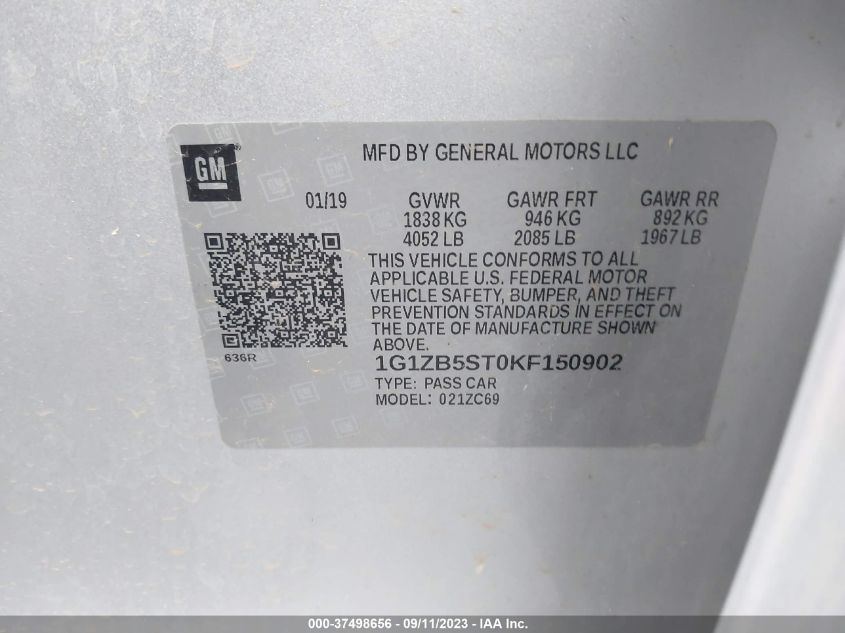 MFD BY GENERAL MOTORS LLC
GM
01/19 GVWR GAWR FRT GAWR RR
1838 KG 946 KG 892 KG
4052 LB 2085 LB 1967 LB
THIS VEHICLE CONFORMS TO ALL
APPLICABLE U.S. FEDERAL MOTOR
VEHICLE SAFETY, BUMPER, AND THEFT
PREVENTION STANDARDS IN EFFECT ON
THE DATE OF MANUFACTURE SHOWN
ABOVE.
636R
1G1ZB5ST0KF150902
TYPE: PASS CAR
MODEL: 021ZC69
000-37498656 - 09/11/2023 - Copyright © IAA - IAA Inc.